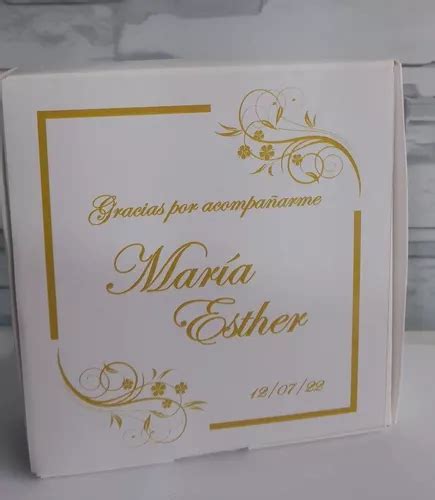 Gracias por acompañarme
María
Esther
12/07/22